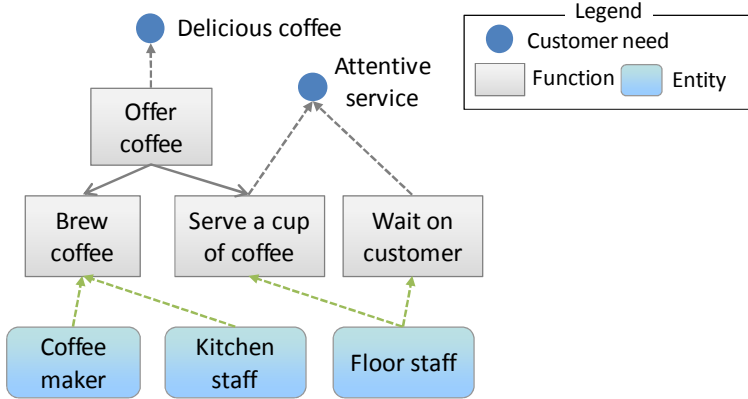 Legend
Delicious coffee
Customer need
Attentive
service
Function
Entity
Offer
coffee
Brew
coffee
Serve a cup
of coffee
Wait on
customer
Coffee
maker
Kitchen
staff
Floor staff